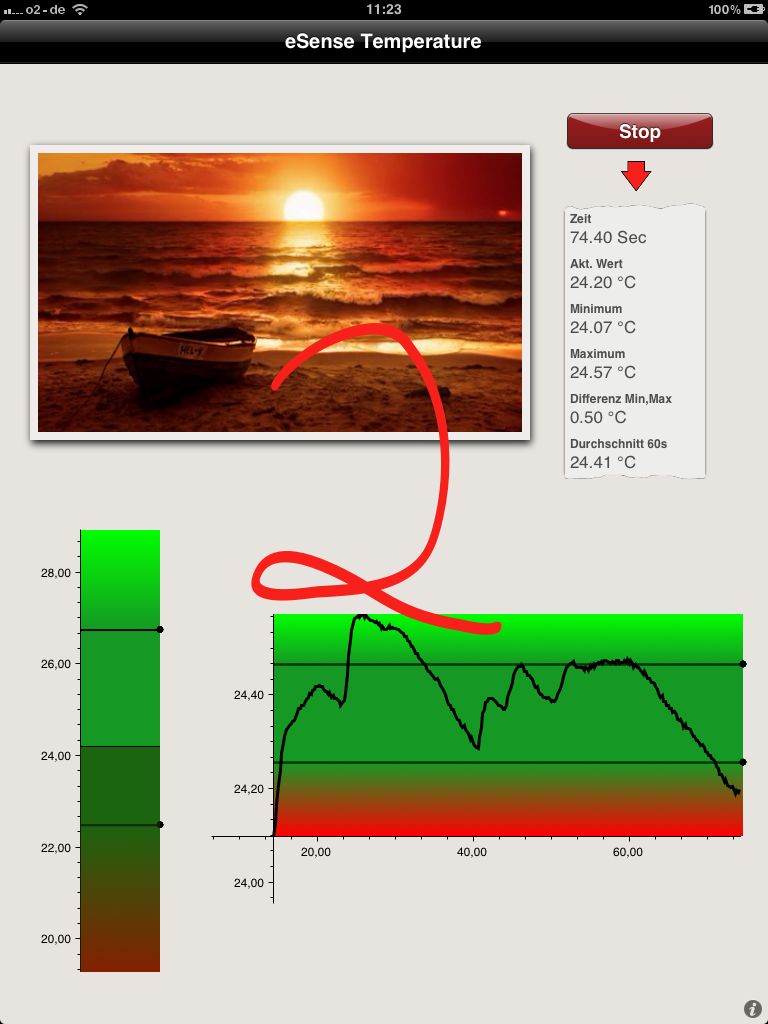 o2-de 11:23 100%
eSense Temperature
Stop
Zeit
74.40 Sec
Akt. Wert
24.20 °C
Minimum
24.07 °C
Maximum
24.57 °C
Differenz Min,Max
0.50 °C
Durchschnitt 60s
24.41 °C
28,00
26,00
24,00
22,00
20,00
24,40
24,20
24,00
20,00 40,00 60,00
2